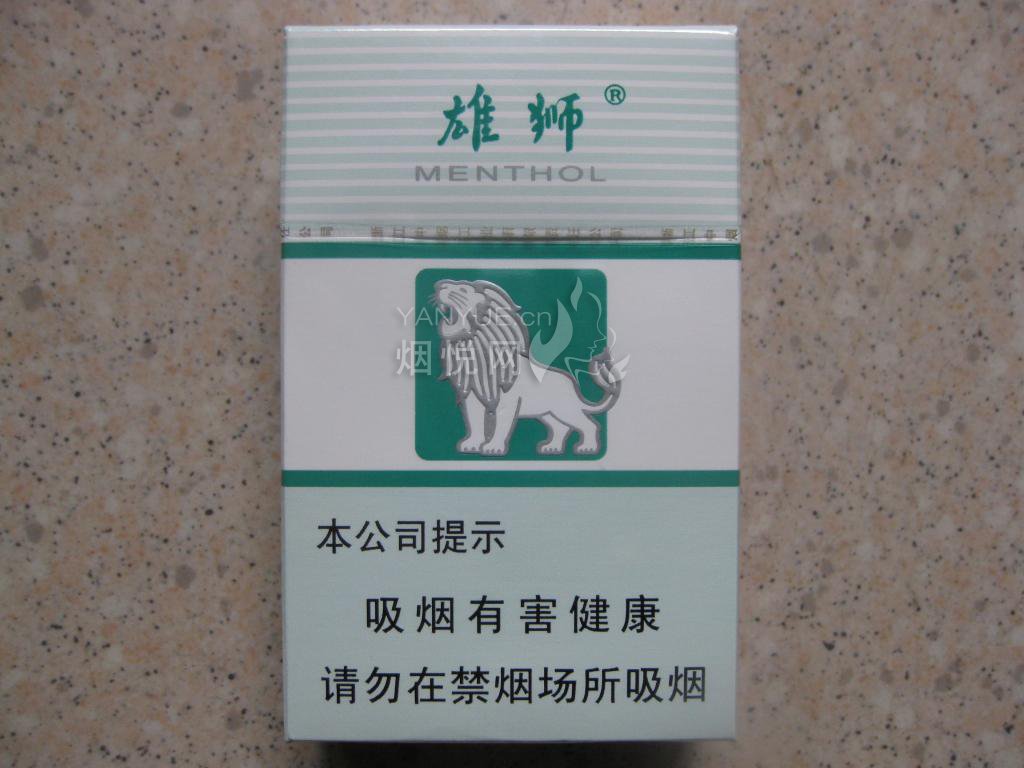 雄狮®
MENTHOL
YANYUE.cn
烟悦网
本公司提示
吸烟有害健康
请勿在禁烟场所吸烟